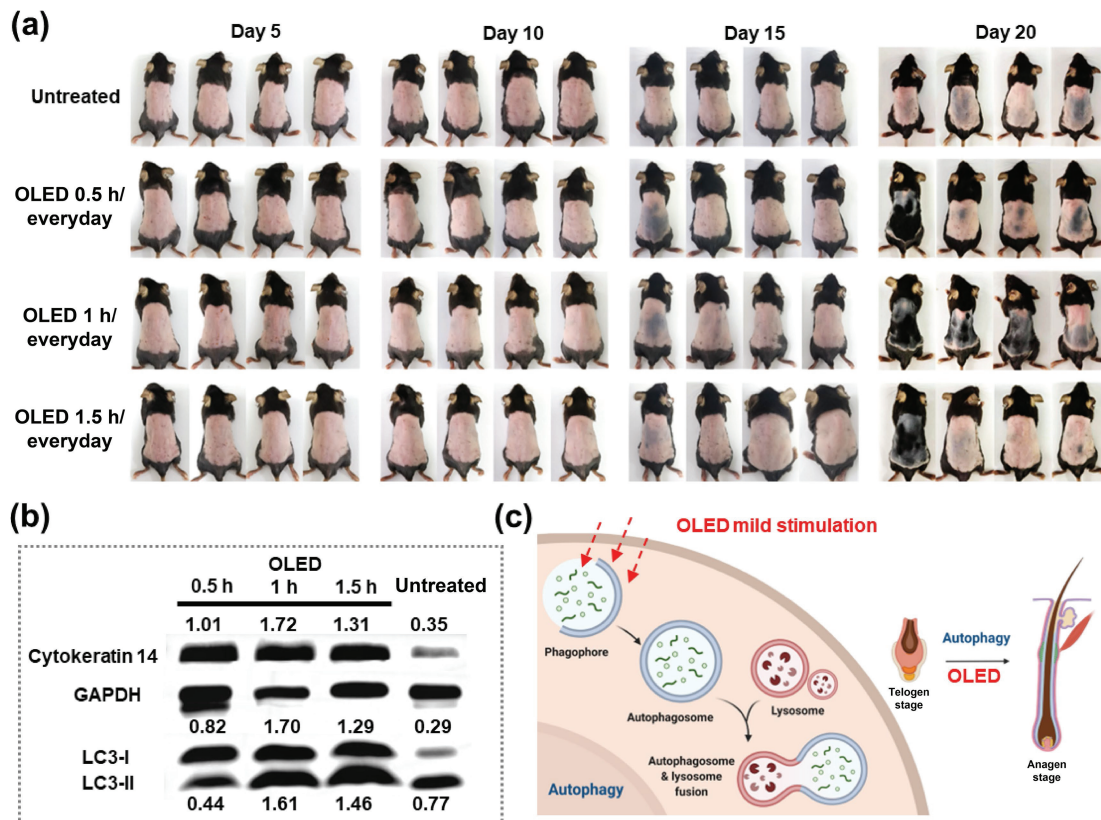 (a)
Day 5
Day 10
Day 15
Day 20
Untreated
OLED 0.5 h/
everyday
OLED 1 h/
everyday
OLED 1.5 h/
everyday
(b)
OLED
0.5 h
1 h
1.5 h
Untreated
1.01
1.72
1.31
0.35
Cytokeratin 14
GAPDH
0.82
1.70
1.29
0.29
LC3-I
LC3-II
0.44
1.61
1.46
0.77
(c)
OLED mild stimulation
Phagophore
Autophagosome
Lysosome
Autophagosome
& lysosome
fusion
Autophagy
Telogen
stage
Autophagy
OLED
Anagen
stage